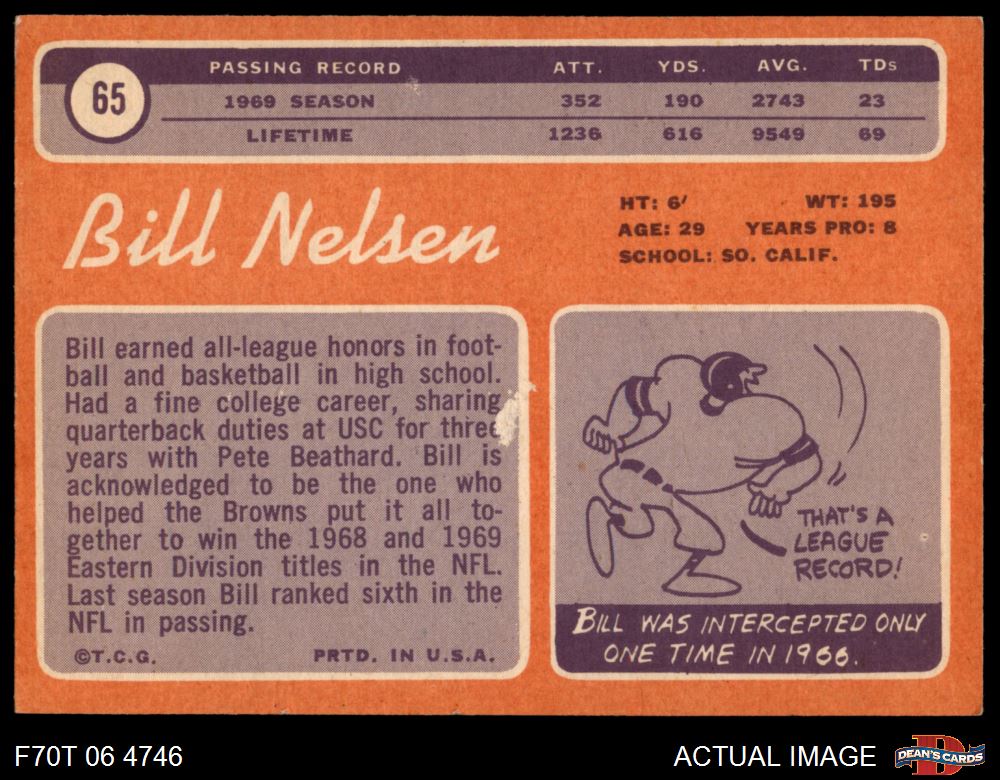 65
PASSING RECORD ATT. YDS. AVG. TDs
1969 SEASON 352 190 2743 23
LIFETIME 1236 616 9549 69
Bill Nelsen
HT: 6' WT: 195
AGE: 29 YEARS PRO: 8
SCHOOL: SO. CALIF.
Bill earned all-league honors in foot-
ball and basketball in high school.
Had a fine college career, sharing
quarterback duties at USC for three
years with Pete Beathard. Bill is
acknowledged to be the one who
helped the Browns put it all to-
gether to win the 1968 and 1969
Eastern Division titles in the NFL.
Last season Bill ranked sixth in the
NFL in passing.
©T.C.G. PRTD. IN U.S.A.
THAT'S A
LEAGUE
RECORD!
BILL WAS INTERCEPTED ONLY
ONE TIME IN 1966.
F70T 06 4746
ACTUAL IMAGE
D
DEAN'S CARDS